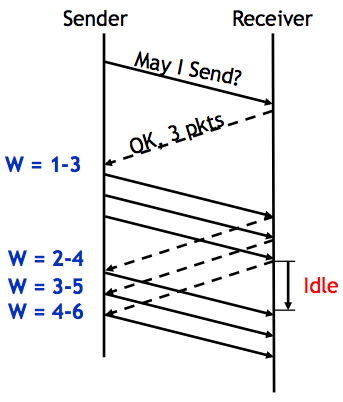 Sender
Receiver
May I Send?
OK, 3 pkts
W = 1-3
W = 2-4
W = 3-5
Idle
W = 4-6